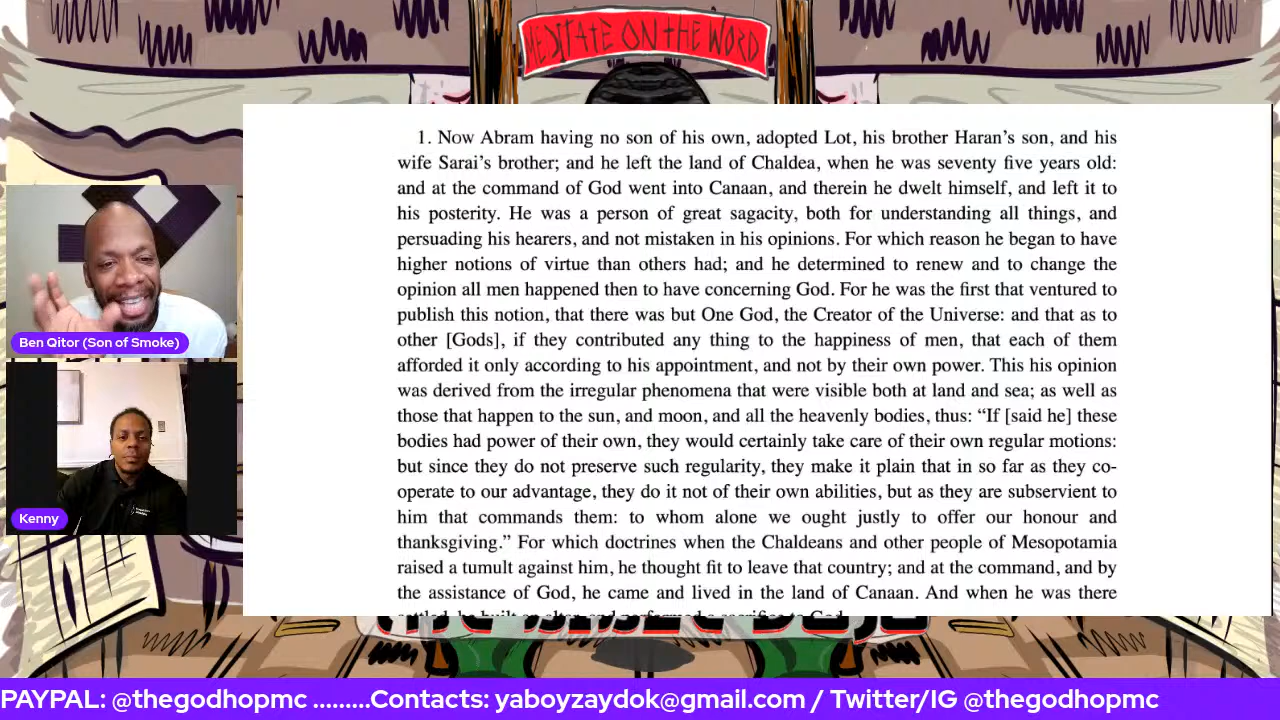 MEDITATE ON THE WORD
1. Now Abram having no son of his own, adopted Lot, his brother Haran's son, and his
wife Sarai's brother; and he left the land of Chaldea, when he was seventy five years old:
and at the command of God went into Canaan, and therein he dwelt himself, and left it to
his posterity. He was a person of great sagacity, both for understanding all things, and
persuading his hearers, and not mistaken in his opinions. For which reason he began to have
higher notions of virtue than others had; and he determined to renew and to change the
opinion all men happened then to have concerning God. For he was the first that ventured to
publish this notion, that there was but One God, the Creator of the Universe: and that as to
other [Gods], if they contributed any thing to the happiness of men, that each of them
afforded it only according to his appointment, and not by their own power. This his opinion
was derived from the irregular phenomena that were visible both at land and sea; as well as
those that happen to the sun, and moon, and all the heavenly bodies, thus: “If [said he] these
bodies had power of their own, they would certainly take care of their own regular motions:
but since they do not preserve such regularity, they make it plain that in so far as they co-
operate to our advantage, they do it not of their own abilities, but as they are subservient to
him that commands them: to whom alone we ought justly to offer our honour and
thanksgiving.” For which doctrines when the Chaldeans and other people of Mesopotamia
raised a tumult against him, he thought fit to leave that country; and at the command, and by
the assistance of God, he came and lived in the land of Canaan. And when he was there
Ben Qitor (Son of Smoke)
Kenny
PAYPAL: @thegodhopmc .........Contacts: yaboyzaydok@gmail.com / Twitter/IG @thegodhopmc